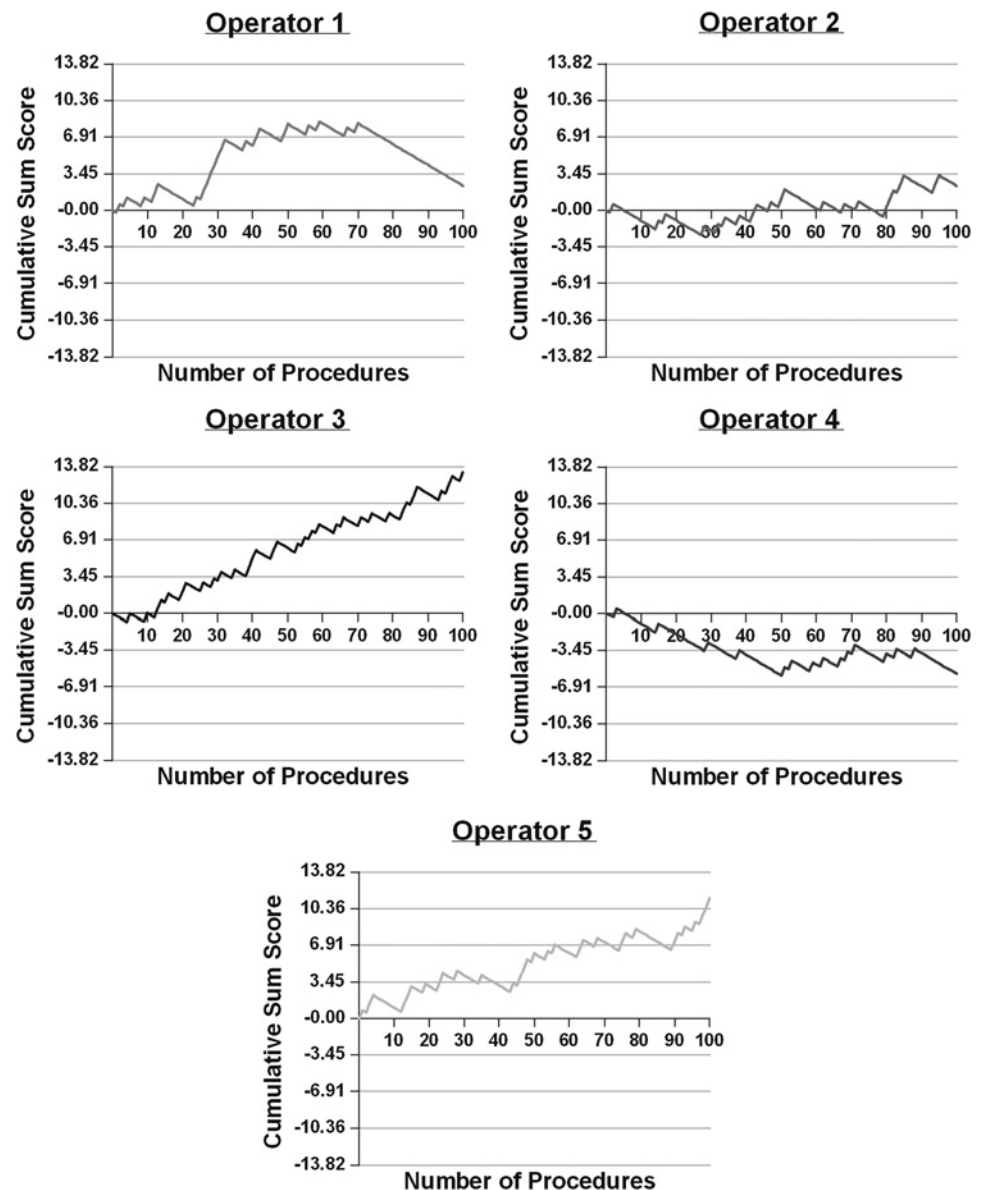 Operator 1
Operator 2
13.82
10.36
6.91
3.45
-0.00
-3.45
-6.91
-10.36
-13.82
Cumulative Sum Score
10 20 30 40 50 60 70 80 90 100
Number of Procedures
13.82
10.36
6.91
3.45
-0.00
-3.45
-6.91
-10.36
-13.82
Cumulative Sum Score
10 20 30 40 50 60 70 80 90 100
Number of Procedures
Operator 3
Operator 4
13.82
10.36
6.91
3.45
-0.00
-3.45
-6.91
-10.36
-13.82
Cumulative Sum Score
10 20 30 40 50 60 70 80 90 100
Number of Procedures
13.82
10.36
6.91
3.45
-0.00
-3.45
-6.91
-10.36
-13.82
Cumulative Sum Score
10 20 30 40 50 60 70 80 90 100
Number of Procedures
Operator 5
13.82
10.36
6.91
3.45
-0.00
-3.45
-6.91
-10.36
-13.82
Cumulative Sum Score
10 20 30 40 50 60 70 80 90 100
Number of Procedures